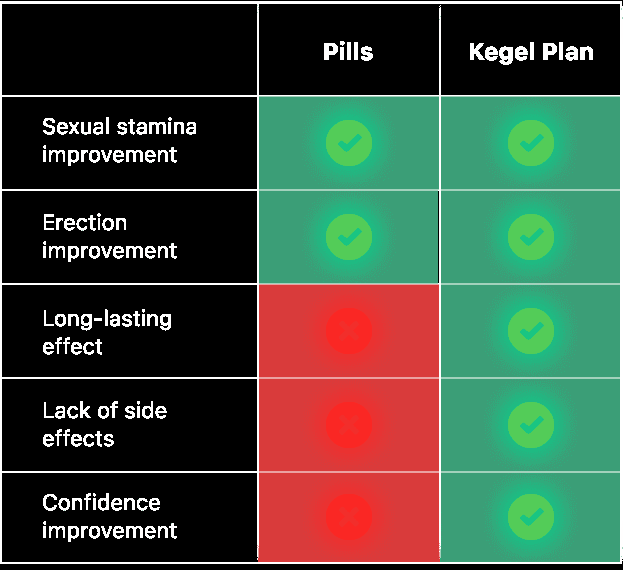 Pills
Kegel Plan
Sexual stamina
improvement
Erection
improvement
Long-lasting
effect
Lack of side
effects
Confidence
improvement